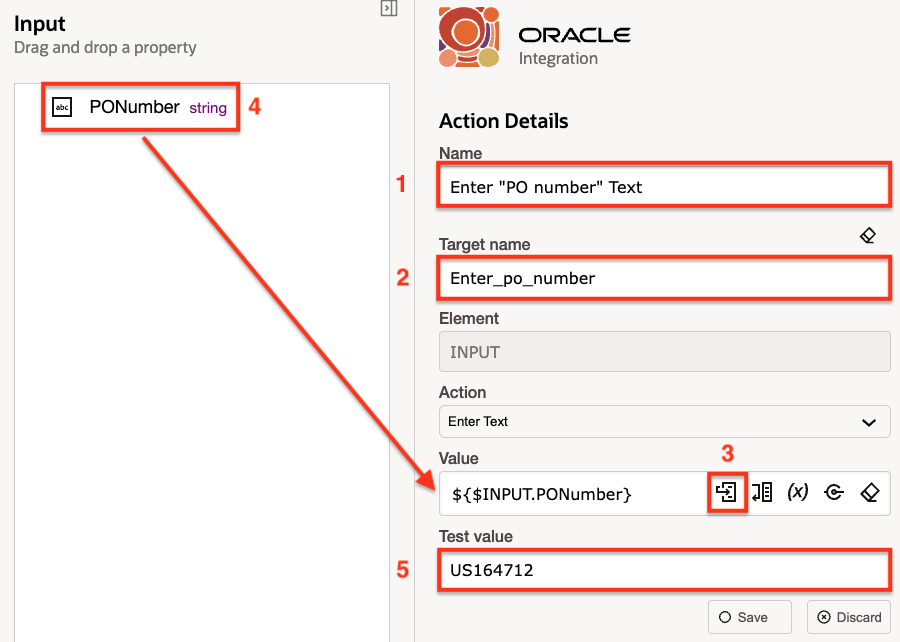 Input
Drag and drop a property
abc PONumber string 4
ORACLE
Integration
Action Details
Name
1 Enter "PO number" Text
Target name
2 Enter_po_number
Element
INPUT
Action
Enter Text
Value
3
${$INPUT.PONumber} (x)
Test value
5 US164712
Save Discard